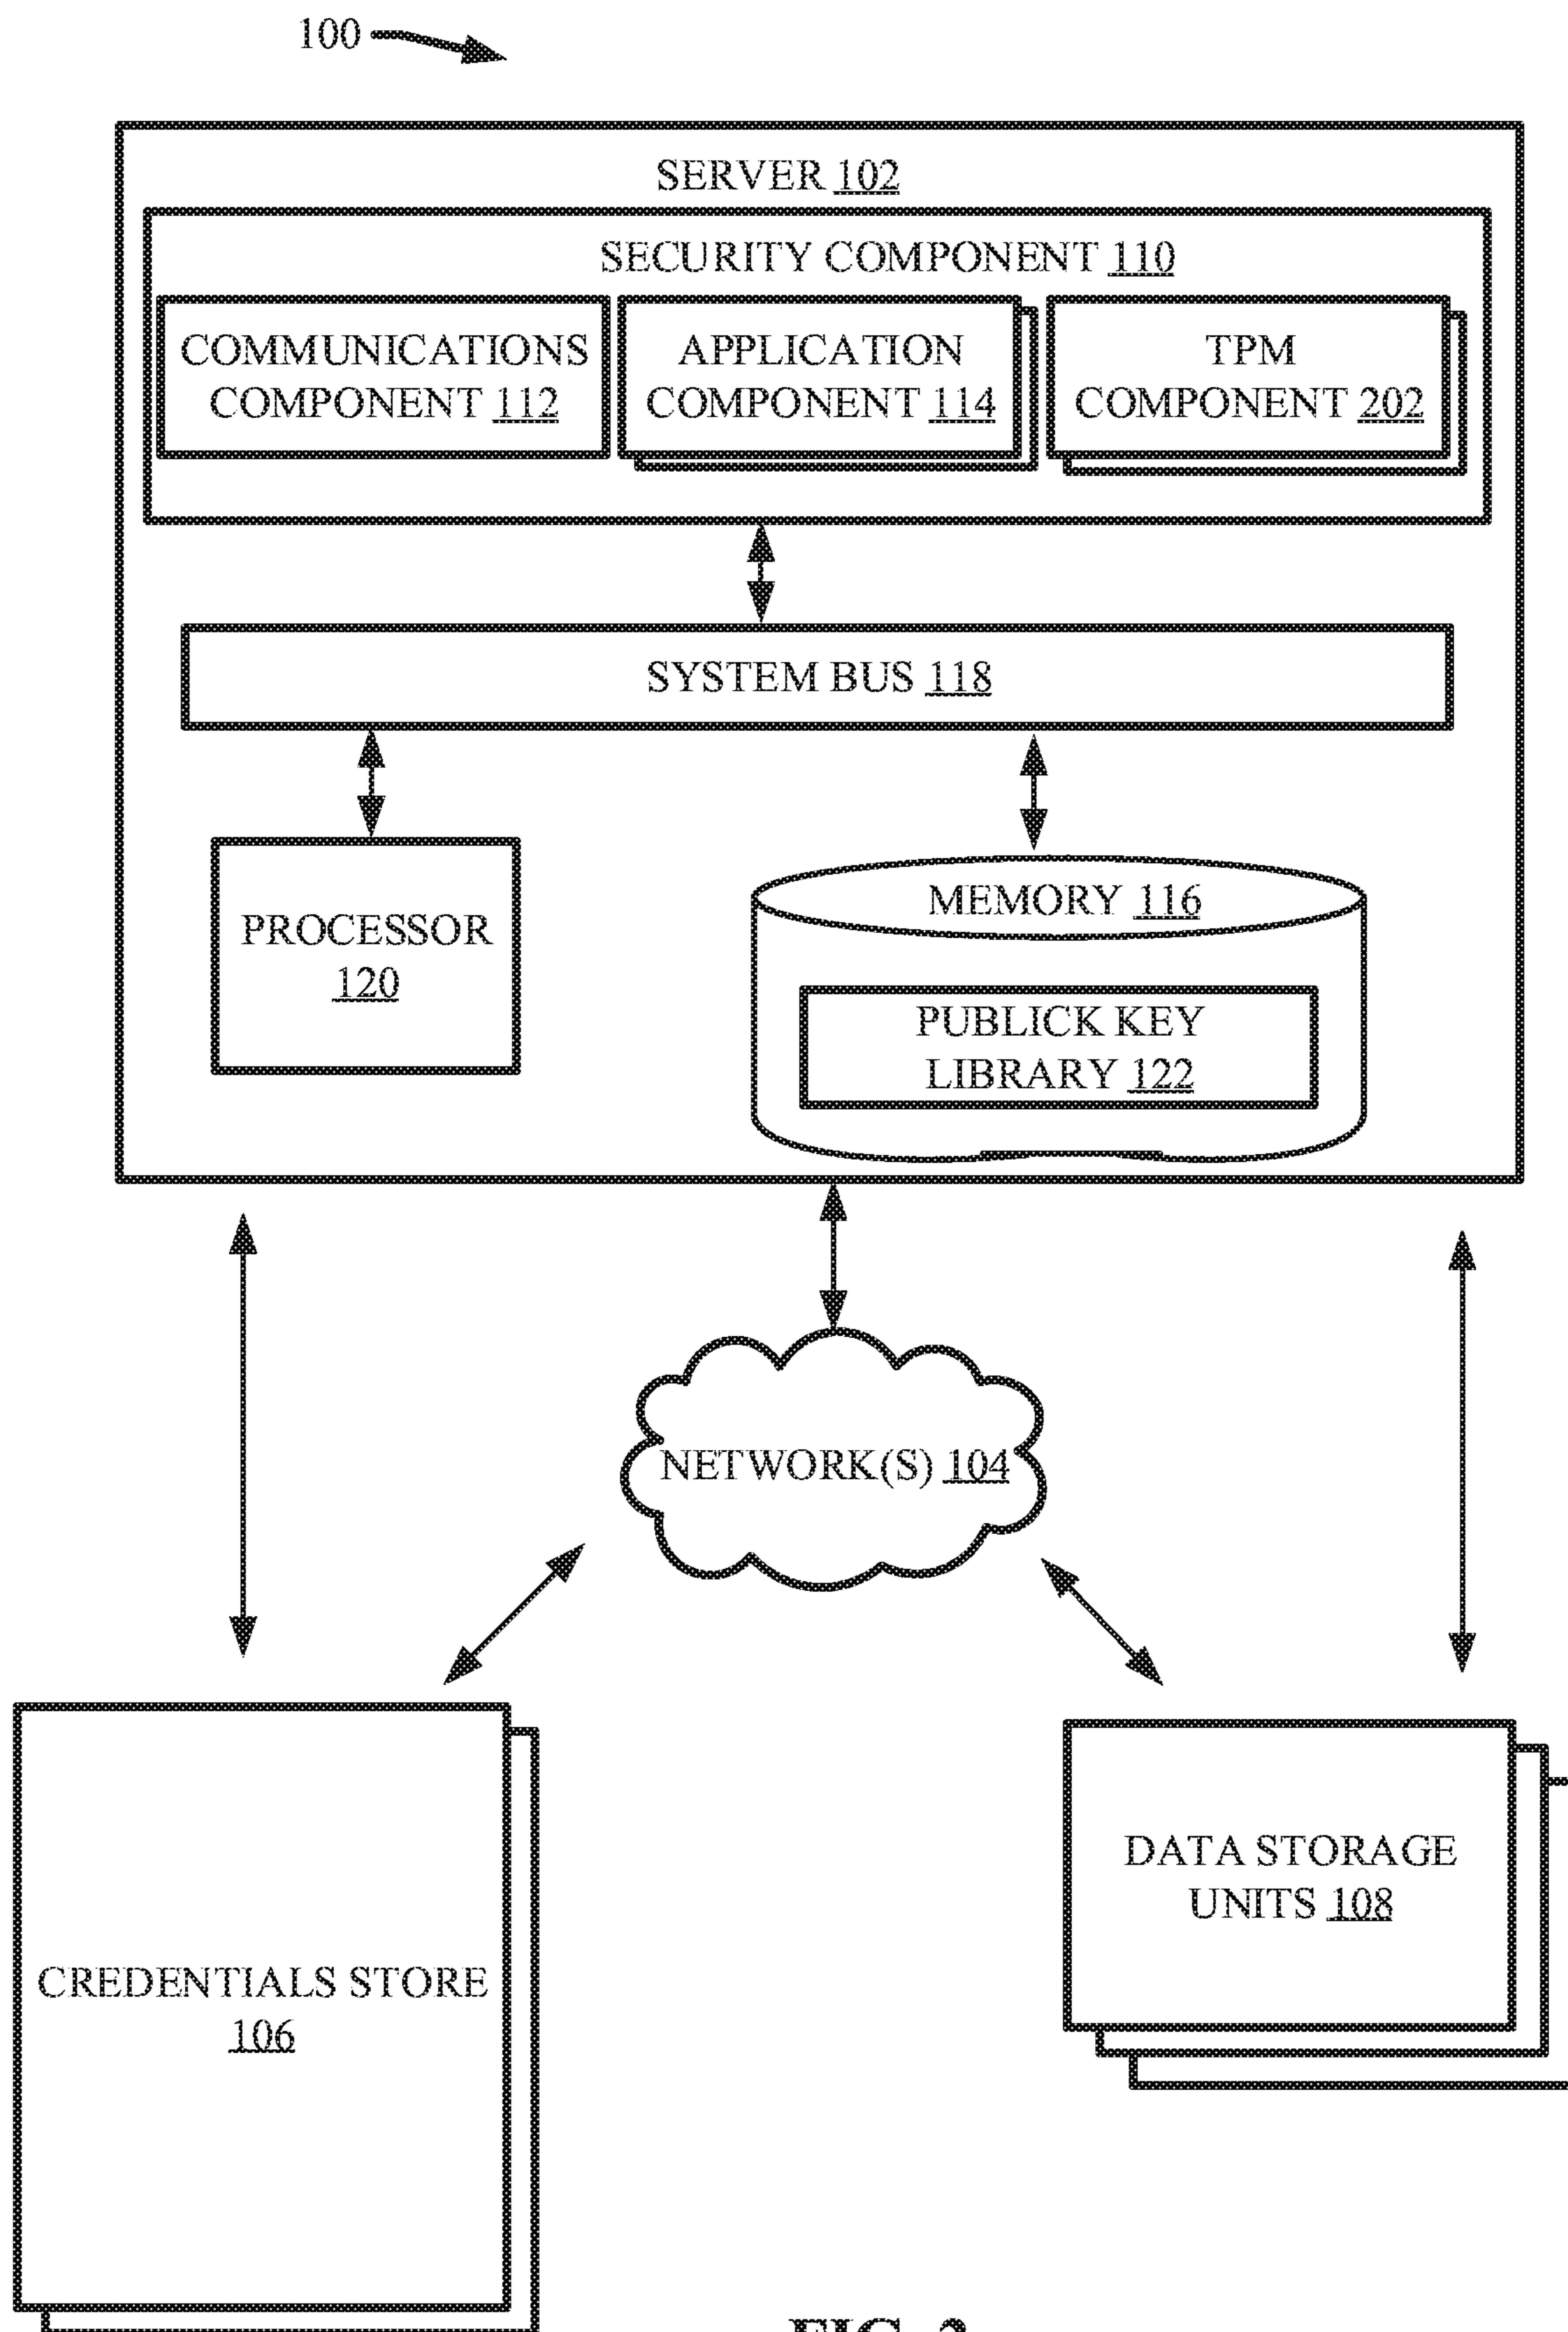 100
SERVER 102
SECURITY COMPONENT 110
COMMUNICATIONS
COMPONENT 112
APPLICATION
COMPONENT 114
TPM
COMPONENT 202
SYSTEM BUS 118
PROCESSOR
120
MEMORY 116
PUBLICK KEY
LIBRARY 122
NETWORK(S) 104
DATA STORAGE
UNITS 108
CREDENTIALS STORE
106